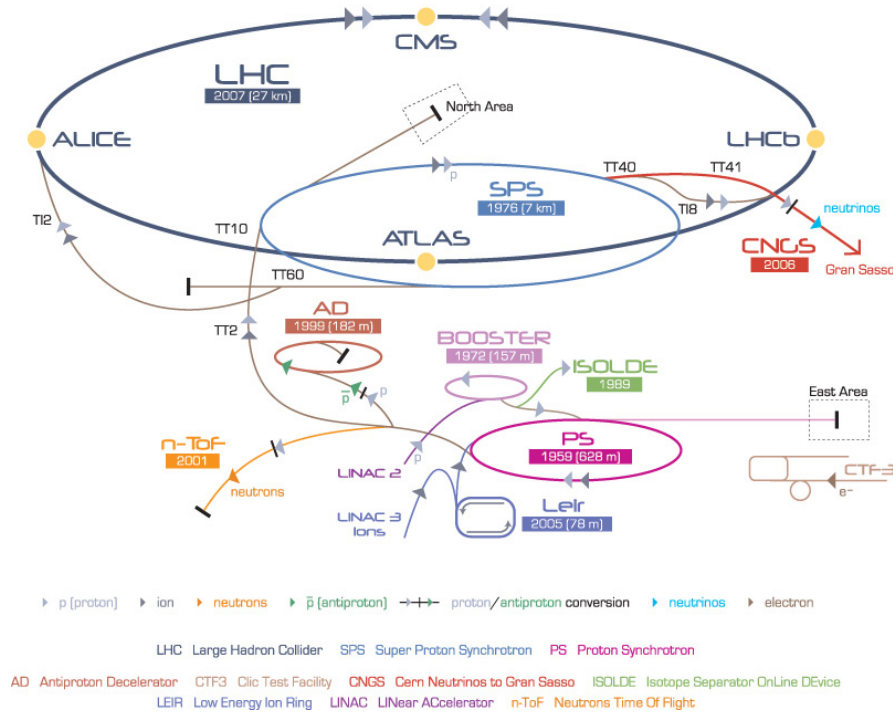 CMS
LHC
2007 (27 km)
North Area
ALICE
LHCb
TT40
TT41
SPS
p
1976 (7 km)
TI2
TI8
neutrinos
TT10
ATLAS
CNGS
2006
Gran Sasso
TT60
AD
TT2
1999 (182 m)
BOOSTER
1972 (157 m)
ISOLDE
1989
East Area
p̅
p
n-ToF
2001
PS
1959 (628 m)
p
LINAC 2
CTF-3
e-
neutrons
LINAC 3
Ions
LeIr
2005 (78 m)
p (proton)
ion
neutrons
p̅ (antiproton)
proton/antiproton conversion
neutrinos
electron
LHC Large Hadron Collider SPS Super Proton Synchrotron PS Proton Synchrotron
AD Antiproton Decelerator CTF3 Clic Test Facility CNGS Cern Neutrinos to Gran Sasso ISOLDE Isotope Separator OnLine DEvice
LEIR Low Energy Ion Ring LINAC LINear ACcelerator n-ToF Neutrons Time Of Flight